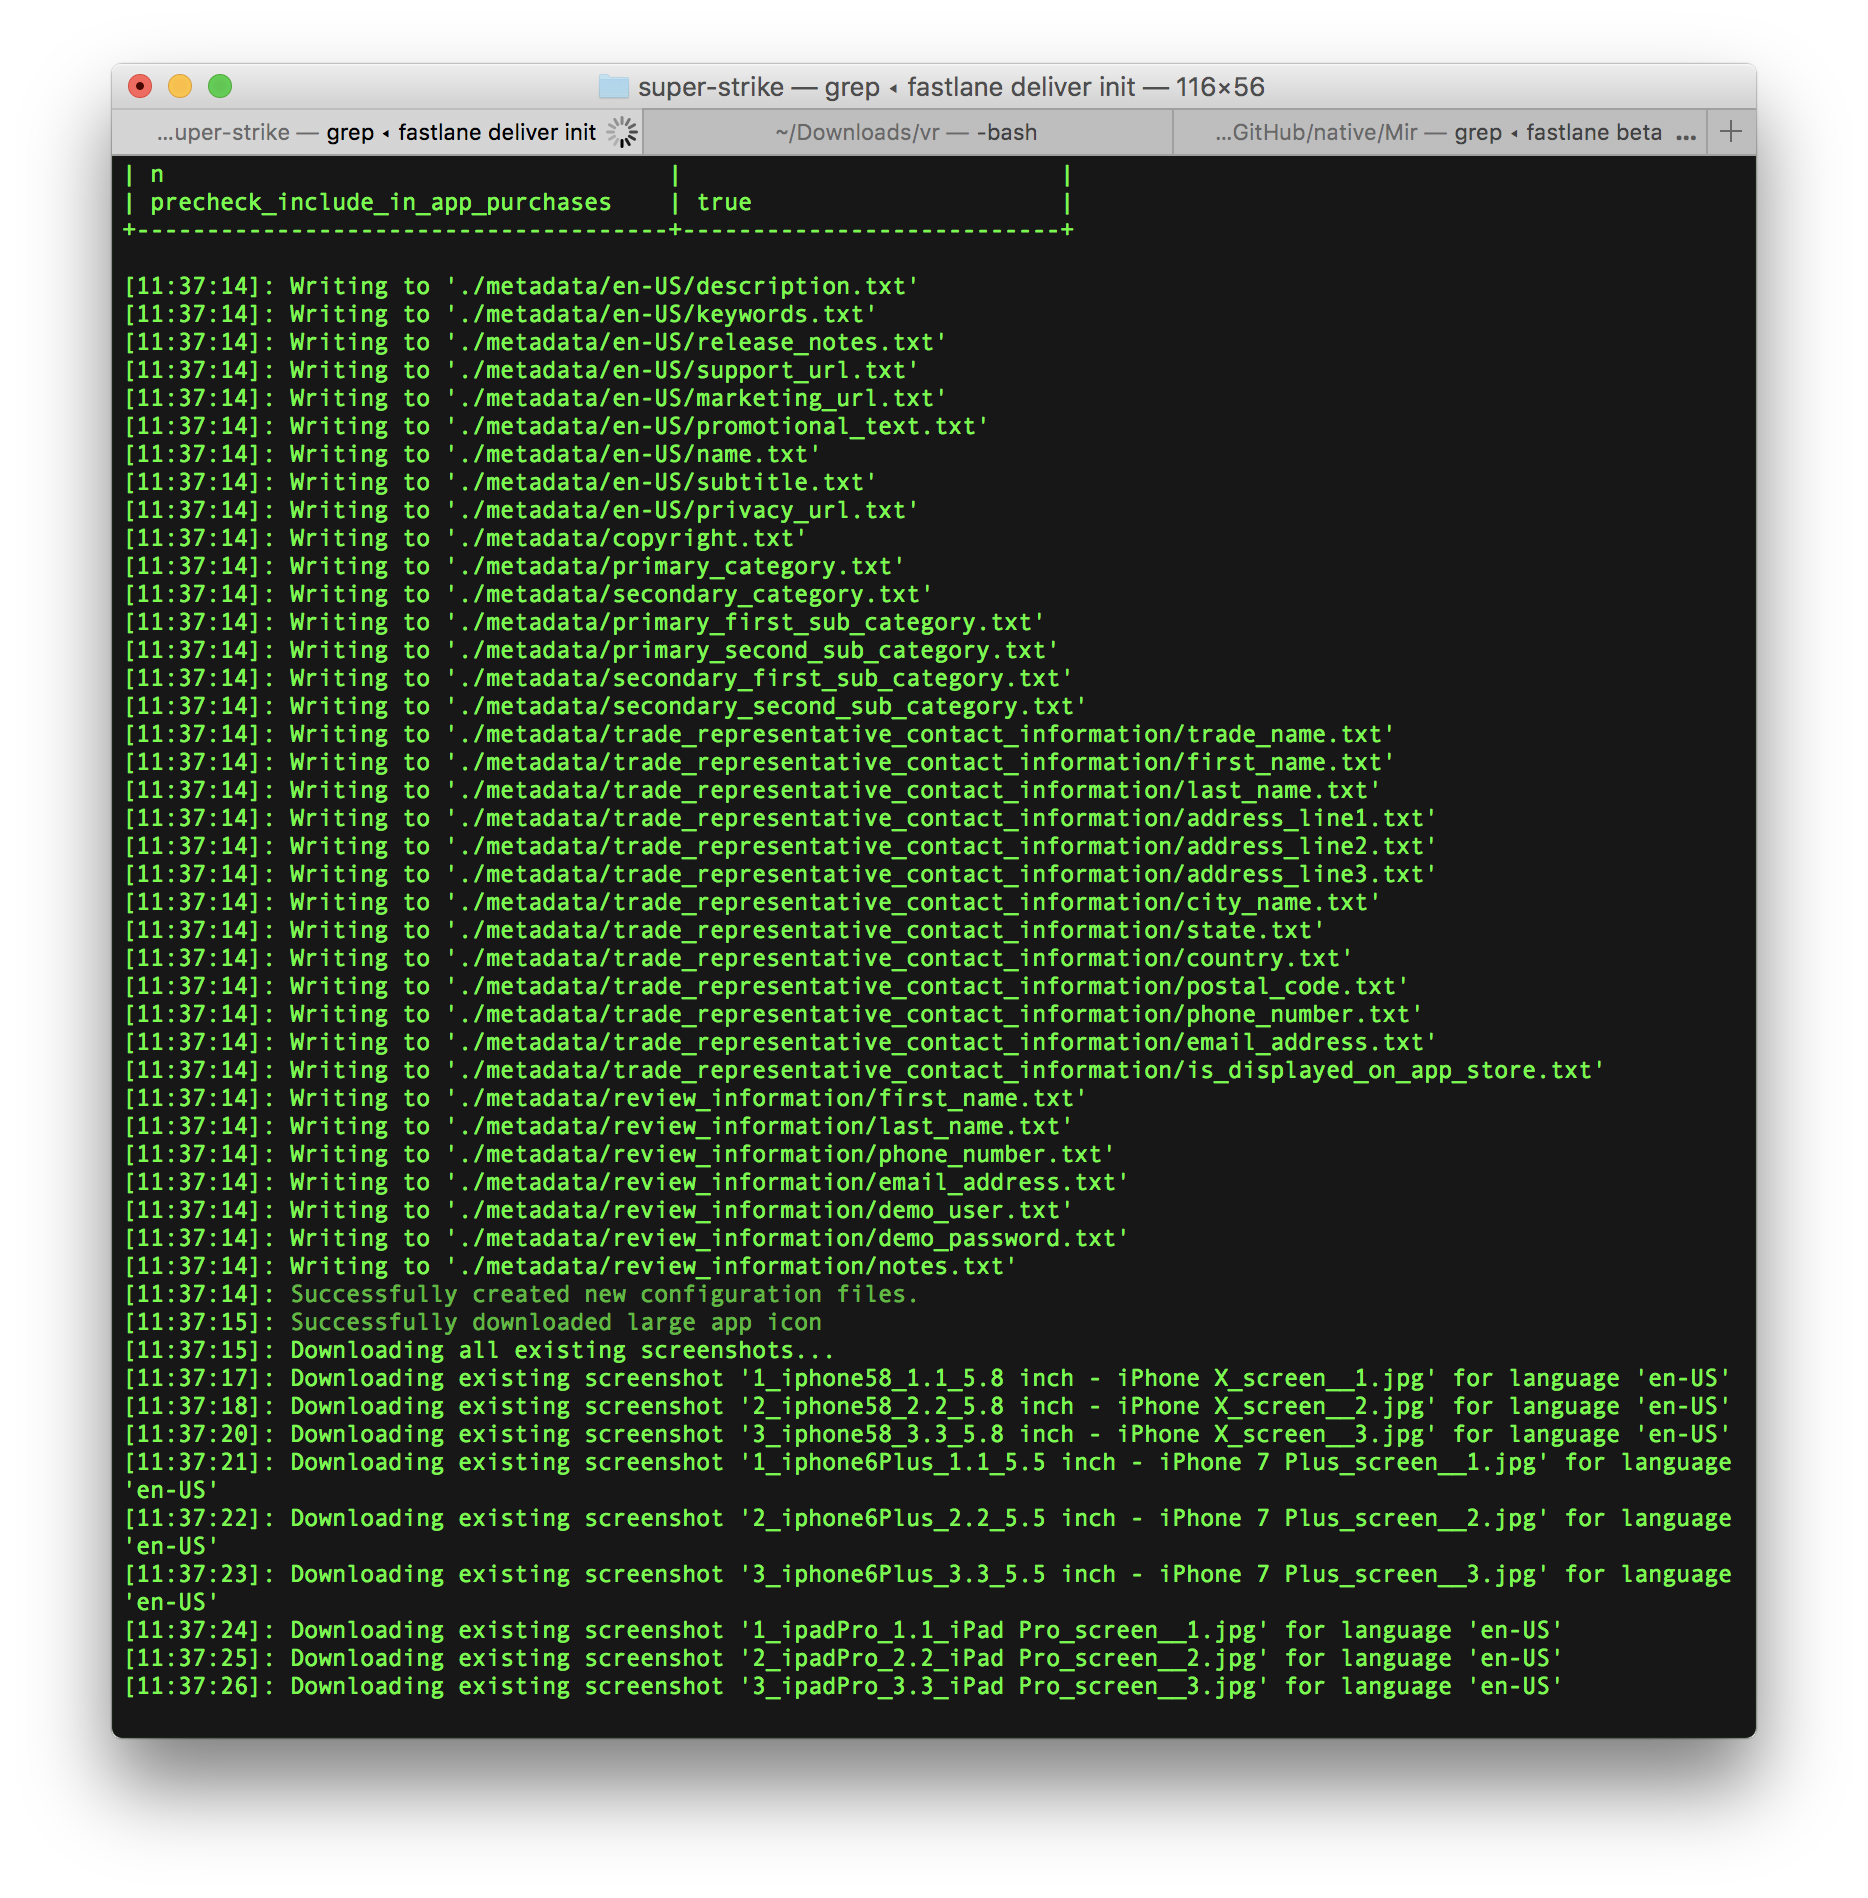 super-strike — grep ◂ fastlane deliver init — 116×56
...uper-strike — grep ◂ fastlane deliver init
~/Downloads/vr — -bash
...GitHub/native/Mir — grep ◂ fastlane beta ...
+
| n                                    |                           |
| precheck_include_in_app_purchases    | true                      |
+--------------------------------------+---------------------------+
[11:37:14]: Writing to './metadata/en-US/description.txt'
[11:37:14]: Writing to './metadata/en-US/keywords.txt'
[11:37:14]: Writing to './metadata/en-US/release_notes.txt'
[11:37:14]: Writing to './metadata/en-US/support_url.txt'
[11:37:14]: Writing to './metadata/en-US/marketing_url.txt'
[11:37:14]: Writing to './metadata/en-US/promotional_text.txt'
[11:37:14]: Writing to './metadata/en-US/name.txt'
[11:37:14]: Writing to './metadata/en-US/subtitle.txt'
[11:37:14]: Writing to './metadata/en-US/privacy_url.txt'
[11:37:14]: Writing to './metadata/copyright.txt'
[11:37:14]: Writing to './metadata/primary_category.txt'
[11:37:14]: Writing to './metadata/secondary_category.txt'
[11:37:14]: Writing to './metadata/primary_first_sub_category.txt'
[11:37:14]: Writing to './metadata/primary_second_sub_category.txt'
[11:37:14]: Writing to './metadata/secondary_first_sub_category.txt'
[11:37:14]: Writing to './metadata/secondary_second_sub_category.txt'
[11:37:14]: Writing to './metadata/trade_representative_contact_information/trade_name.txt'
[11:37:14]: Writing to './metadata/trade_representative_contact_information/first_name.txt'
[11:37:14]: Writing to './metadata/trade_representative_contact_information/last_name.txt'
[11:37:14]: Writing to './metadata/trade_representative_contact_information/address_line1.txt'
[11:37:14]: Writing to './metadata/trade_representative_contact_information/address_line2.txt'
[11:37:14]: Writing to './metadata/trade_representative_contact_information/address_line3.txt'
[11:37:14]: Writing to './metadata/trade_representative_contact_information/city_name.txt'
[11:37:14]: Writing to './metadata/trade_representative_contact_information/state.txt'
[11:37:14]: Writing to './metadata/trade_representative_contact_information/country.txt'
[11:37:14]: Writing to './metadata/trade_representative_contact_information/postal_code.txt'
[11:37:14]: Writing to './metadata/trade_representative_contact_information/phone_number.txt'
[11:37:14]: Writing to './metadata/trade_representative_contact_information/email_address.txt'
[11:37:14]: Writing to './metadata/trade_representative_contact_information/is_displayed_on_app_store.txt'
[11:37:14]: Writing to './metadata/review_information/first_name.txt'
[11:37:14]: Writing to './metadata/review_information/last_name.txt'
[11:37:14]: Writing to './metadata/review_information/phone_number.txt'
[11:37:14]: Writing to './metadata/review_information/email_address.txt'
[11:37:14]: Writing to './metadata/review_information/demo_user.txt'
[11:37:14]: Writing to './metadata/review_information/demo_password.txt'
[11:37:14]: Writing to './metadata/review_information/notes.txt'
[11:37:14]: Successfully created new configuration files.
[11:37:15]: Successfully downloaded large app icon
[11:37:15]: Downloading all existing screenshots...
[11:37:17]: Downloading existing screenshot '1_iphone58_1.1_5.8 inch - iPhone X_screen__1.jpg' for language 'en-US'
[11:37:18]: Downloading existing screenshot '2_iphone58_2.2_5.8 inch - iPhone X_screen__2.jpg' for language 'en-US'
[11:37:20]: Downloading existing screenshot '3_iphone58_3.3_5.8 inch - iPhone X_screen__3.jpg' for language 'en-US'
[11:37:21]: Downloading existing screenshot '1_iphone6Plus_1.1_5.5 inch - iPhone 7 Plus_screen__1.jpg' for language
'en-US'
[11:37:22]: Downloading existing screenshot '2_iphone6Plus_2.2_5.5 inch - iPhone 7 Plus_screen__2.jpg' for language
'en-US'
[11:37:23]: Downloading existing screenshot '3_iphone6Plus_3.3_5.5 inch - iPhone 7 Plus_screen__3.jpg' for language
'en-US'
[11:37:24]: Downloading existing screenshot '1_ipadPro_1.1_iPad Pro_screen__1.jpg' for language 'en-US'
[11:37:25]: Downloading existing screenshot '2_ipadPro_2.2_iPad Pro_screen__2.jpg' for language 'en-US'
[11:37:26]: Downloading existing screenshot '3_ipadPro_3.3_iPad Pro_screen__3.jpg' for language 'en-US'